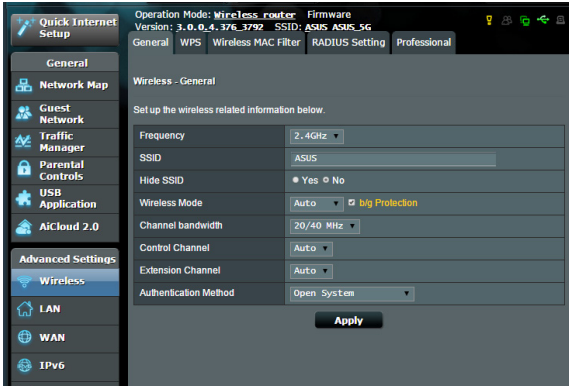 Quick Internet
Setup
Operation Mode: Wireless router Firmware
Version: 3.0.0.4.376_3792 SSID: ASUS ASUS_5G
General WPS Wireless MAC Filter RADIUS Setting Professional
General
Network Map
Guest
Network
Traffic
Manager
Parental
Controls
USB
Application
AiCloud 2.0
Advanced Settings
Wireless
LAN
WAN
IPv6
Wireless - General
Set up the wireless related information below.
Frequency 2.4GHz
SSID ASUS
Hide SSID Yes No
Wireless Mode Auto b/g Protection
Channel bandwidth 20/40 MHz
Control Channel Auto
Extension Channel Auto
Authentication Method Open System
Apply